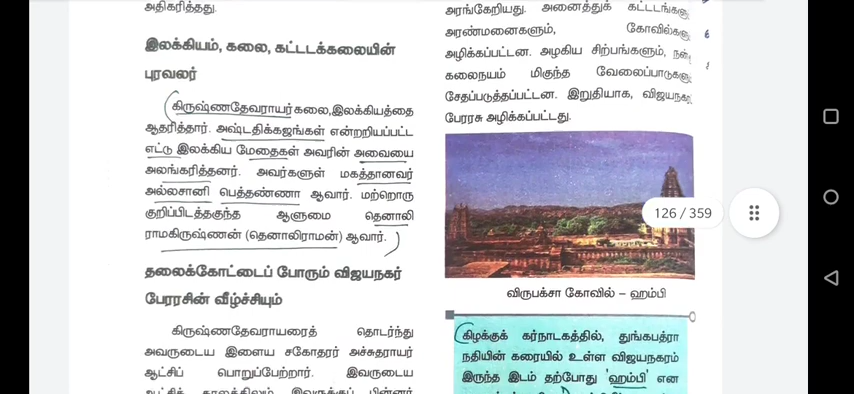 அதிகரித்தது.
இலக்கியம், கலை, கட்டடக்கலையின்
புரவலர்
கிருஷ்ணதேவராயர் கலை,இலக்கியத்தை
ஆதரித்தார். அஷ்டதிக்கஜங்கள் என்றறியப்பட்ட
எட்டு இலக்கிய மேதைகள் அவரின் அவையை
அலங்கரித்தனர். அவர்களுள் மகத்தானவர்
அல்லசானி பெத்தண்ணா ஆவார். மற்றொரு
குறிப்பிடத்தகுந்த ஆளுமை தெனாலி
ராமகிருஷ்ணன் (தெனாலிராமன்) ஆவார்.
தலைக்கோட்டைப் போரும் விஜயநகர்
பேரரசின் வீழ்ச்சியும்
கிருஷ்ணதேவராயரைத் தொடர்ந்து
அவருடைய இளைய சகோதரர் அச்சுதராயர்
ஆட்சிப் பொறுப்பேற்றார். இவருடைய
அரங்கேறியது. அனைத்துக் கட்டடங்களு
அரண்மனைகளும், கோவில்களு
அழிக்கப்பட்டன. அழகிய சிற்பங்களும், நுண்
கலைநயம் மிகுந்த வேலைப்பாடுகளு
சேதப்படுத்தப்பட்டன. இறுதியாக, விஜயநகர
பேரரசு அழிக்கப்பட்டது.
126 / 359
விருபக்சா கோவில் – ஹம்பி
கிழக்குக் கர்நாடகத்தில், துங்கபத்ரா
நதியின் கரையில் உள்ள விஜயநகரம்
இருந்த இடம் தற்போது 'ஹம்பி' என